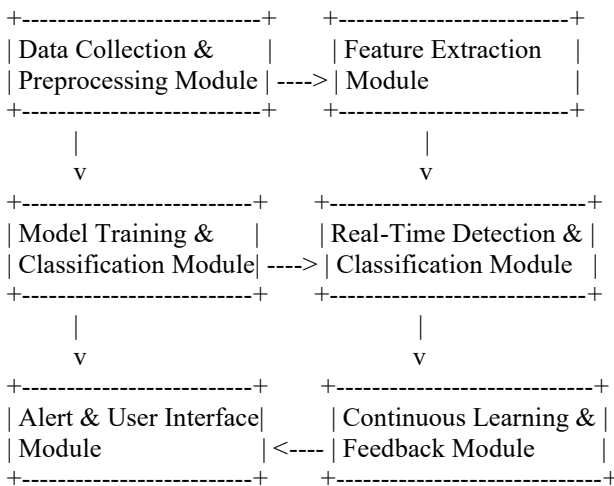 +----------------------------+ +---------------------------+
| Data Collection & | | Feature Extraction |
| Preprocessing Module | ----> | Module |
+----------------------------+ +---------------------------+
| |
v v
+---------------------------+ +------------------------------+
| Model Training & | | Real-Time Detection & |
| Classification Module| ----> | Classification Module |
+---------------------------+ +------------------------------+
| |
v v
+---------------------------+ +------------------------------+
| Alert & User Interface| | Continuous Learning & |
| Module | <---- | Feedback Module |
+---------------------------+ +-------------------------------+